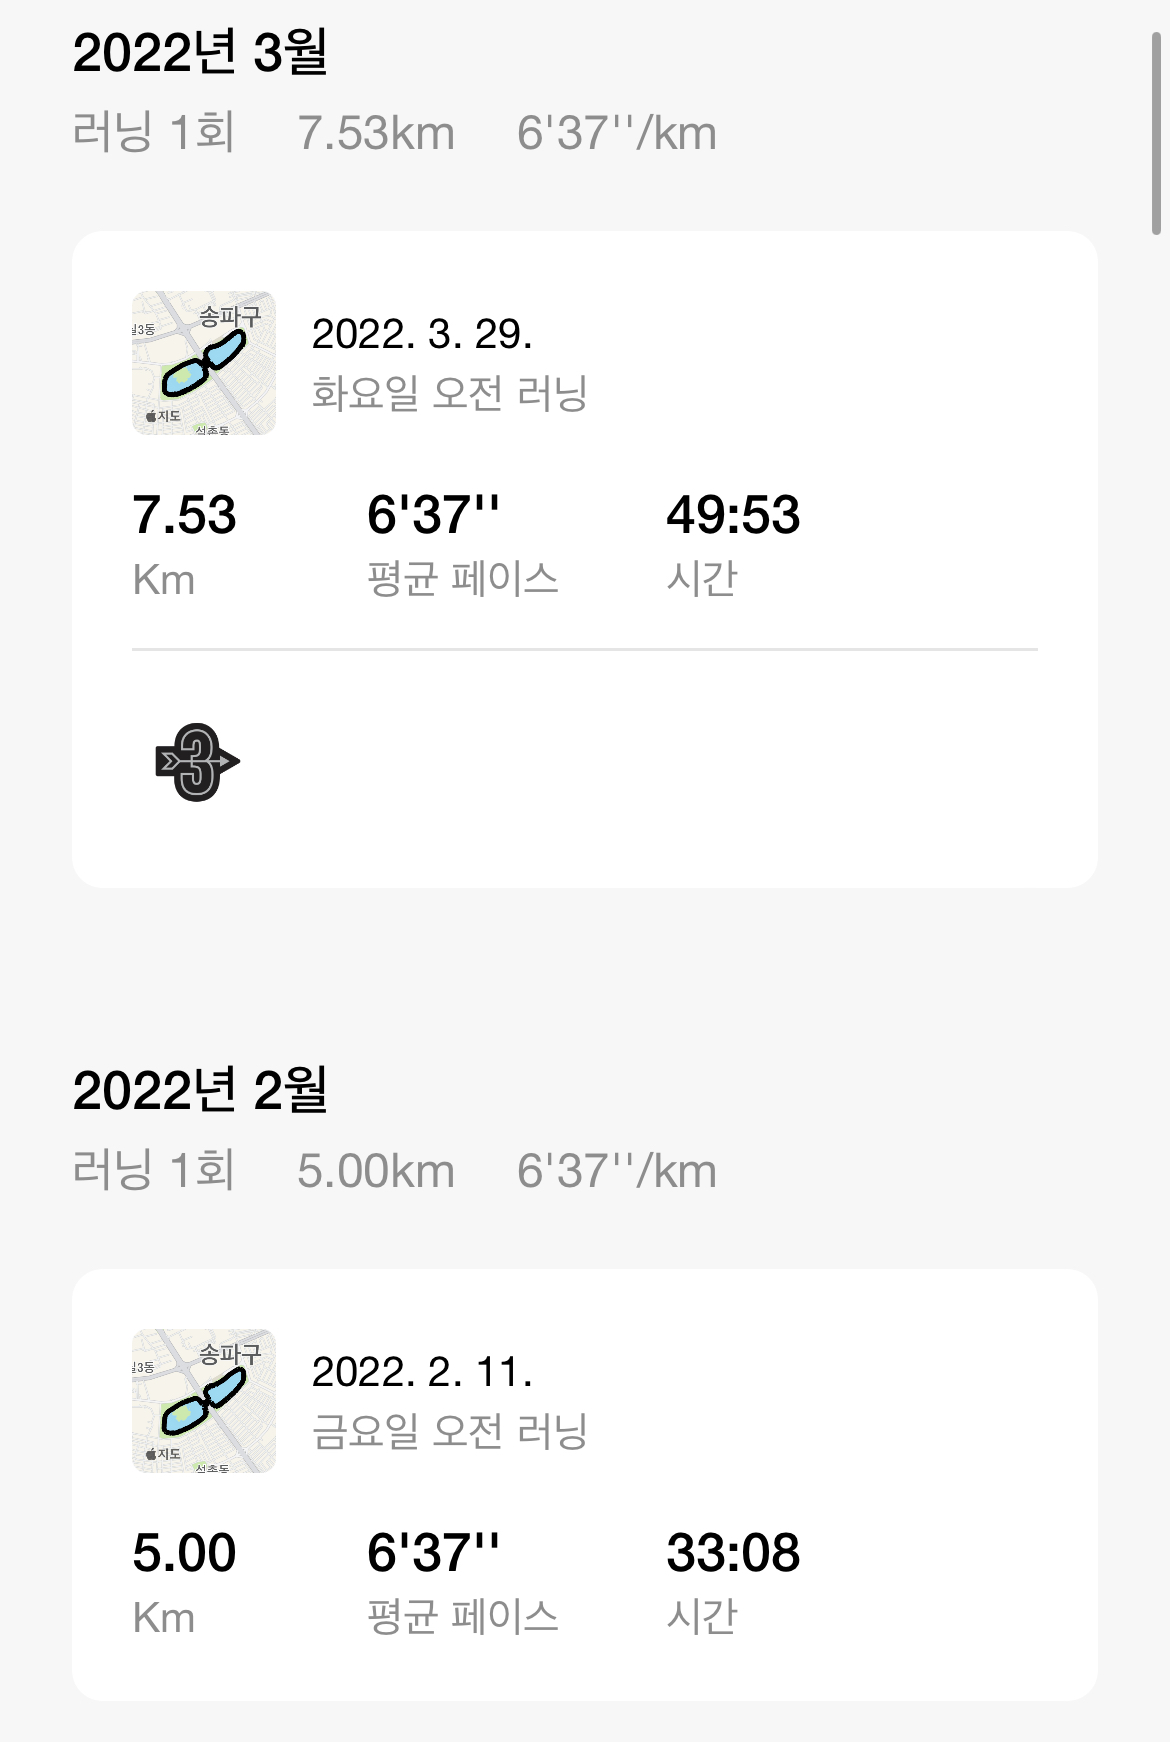 2022년 3월
러닝 1회 7.53km 6'37''/km
송파구
실3동
지도
석촌동
2022. 3. 29.
화요일 오전 러닝
7.53 6'37'' 49:53
Km 평균 페이스 시간
3
2022년 2월
러닝 1회 5.00km 6'37''/km
송파구
실3동
지도
석촌동
2022. 2. 11.
금요일 오전 러닝
5.00 6'37'' 33:08
Km 평균 페이스 시간